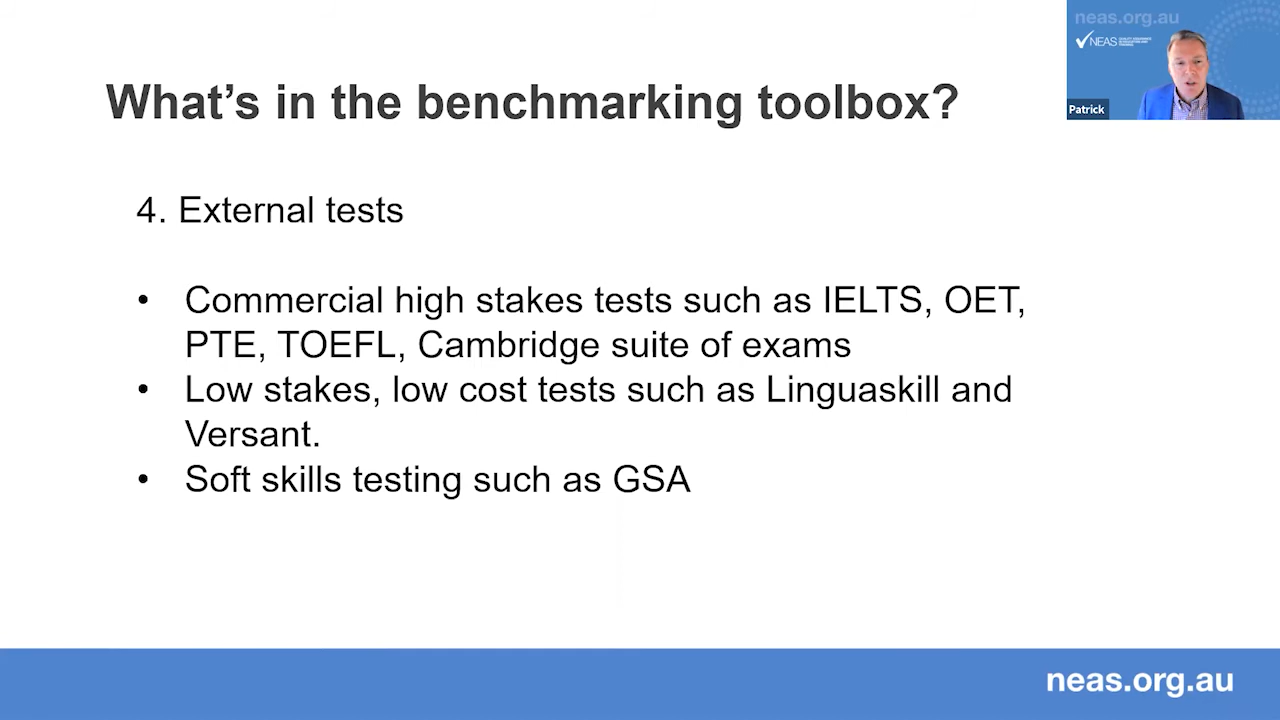 neas.org.au
NEAS
Patrick
What's in the benchmarking toolbox?
4. External tests
• Commercial high stakes tests such as IELTS, OET,
PTE, TOEFL, Cambridge suite of exams
• Low stakes, low cost tests such as Linguaskill and
Versant.
• Soft skills testing such as GSA
neas.org.au